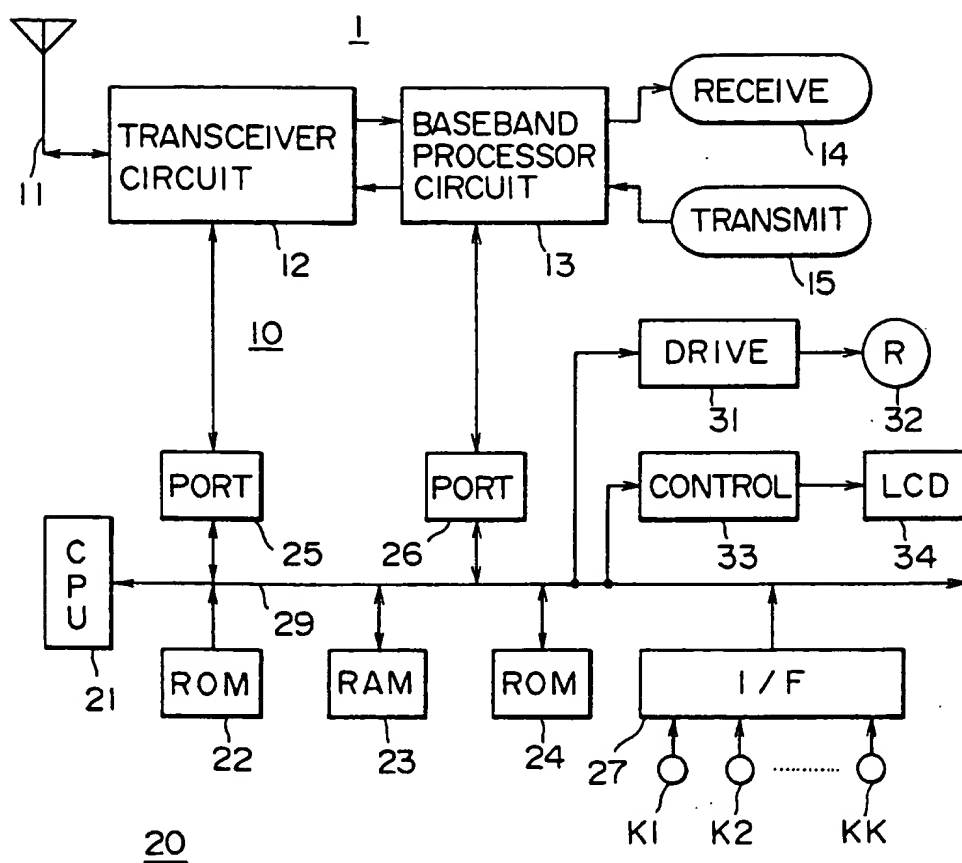 1
RECEIVE
14
TRANSCEIVER
CIRCUIT
BASEBAND
PROCESSOR
CIRCUIT
11
12
13
TRANSMIT
15
10
DRIVE
R
31
32
PORT
PORT
CONTROL
LCD
25
26
33
34
CPU
29
21
ROM
RAM
ROM
I/F
22
23
24
27
K1
K2
..........
KK
20